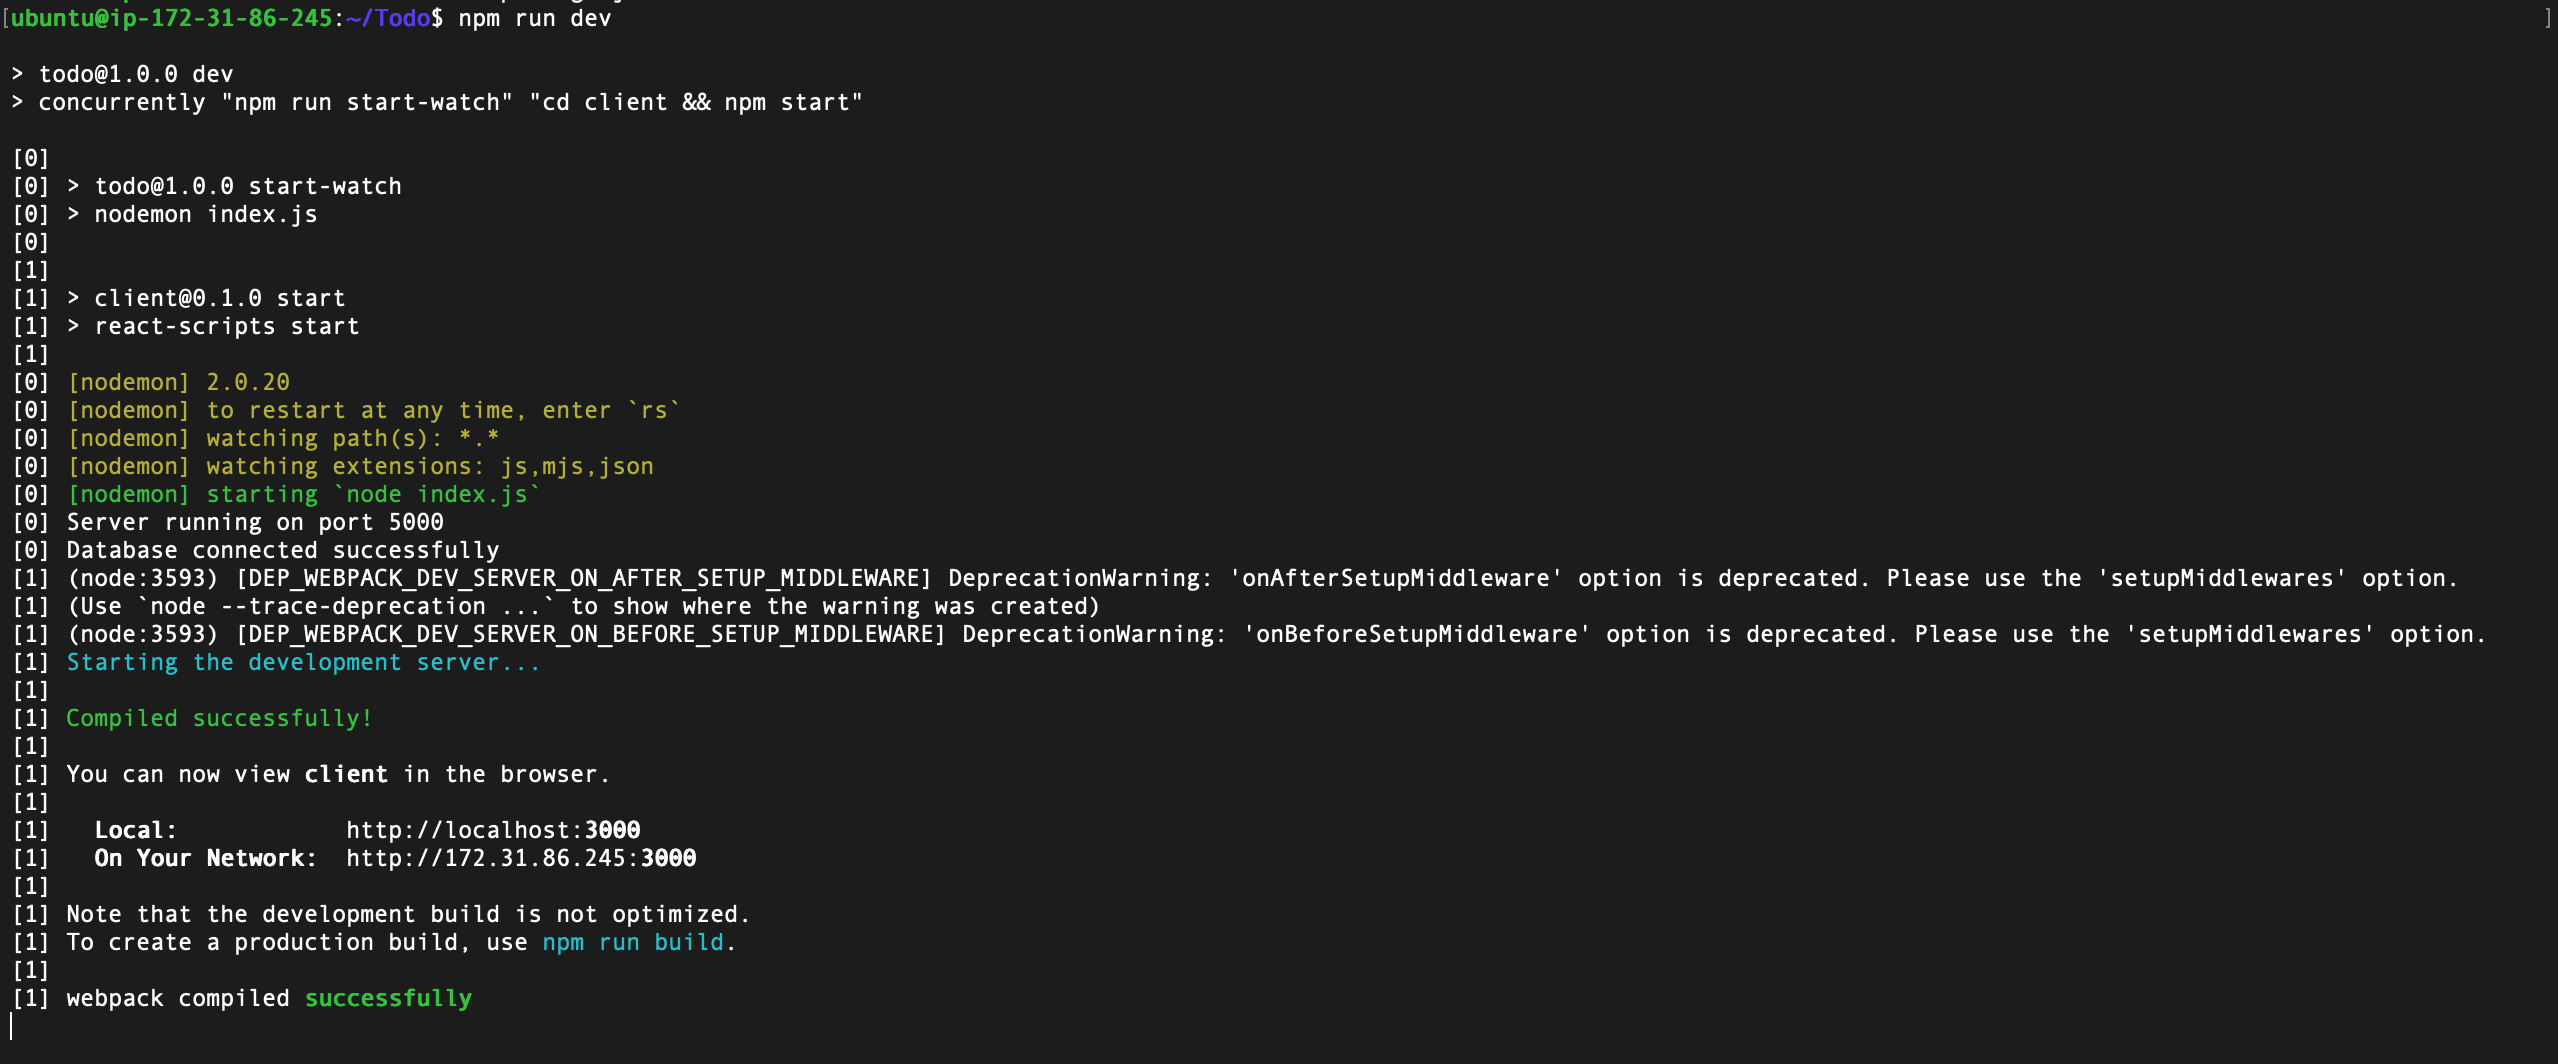 [ubuntu@ip-172-31-86-245:~/Todo$ npm run dev ]
> todo@1.0.0 dev
> concurrently "npm run start-watch" "cd client && npm start"
[0]
[0] > todo@1.0.0 start-watch
[0] > nodemon index.js
[0]
[1]
[1] > client@0.1.0 start
[1] > react-scripts start
[1]
[0] [nodemon] 2.0.20
[0] [nodemon] to restart at any time, enter `rs`
[0] [nodemon] watching path(s): *.*
[0] [nodemon] watching extensions: js,mjs,json
[0] [nodemon] starting `node index.js`
[0] Server running on port 5000
[0] Database connected successfully
[1] (node:3593) [DEP_WEBPACK_DEV_SERVER_ON_AFTER_SETUP_MIDDLEWARE] DeprecationWarning: 'onAfterSetupMiddleware' option is deprecated. Please use the 'setupMiddlewares' option.
[1] (Use `node --trace-deprecation ...` to show where the warning was created)
[1] (node:3593) [DEP_WEBPACK_DEV_SERVER_ON_BEFORE_SETUP_MIDDLEWARE] DeprecationWarning: 'onBeforeSetupMiddleware' option is deprecated. Please use the 'setupMiddlewares' option.
[1] Starting the development server...
[1]
[1] Compiled successfully!
[1]
[1] You can now view client in the browser.
[1]
[1]   Local:            http://localhost:3000
[1]   On Your Network:  http://172.31.86.245:3000
[1]
[1] Note that the development build is not optimized.
[1] To create a production build, use npm run build.
[1]
[1] webpack compiled successfully